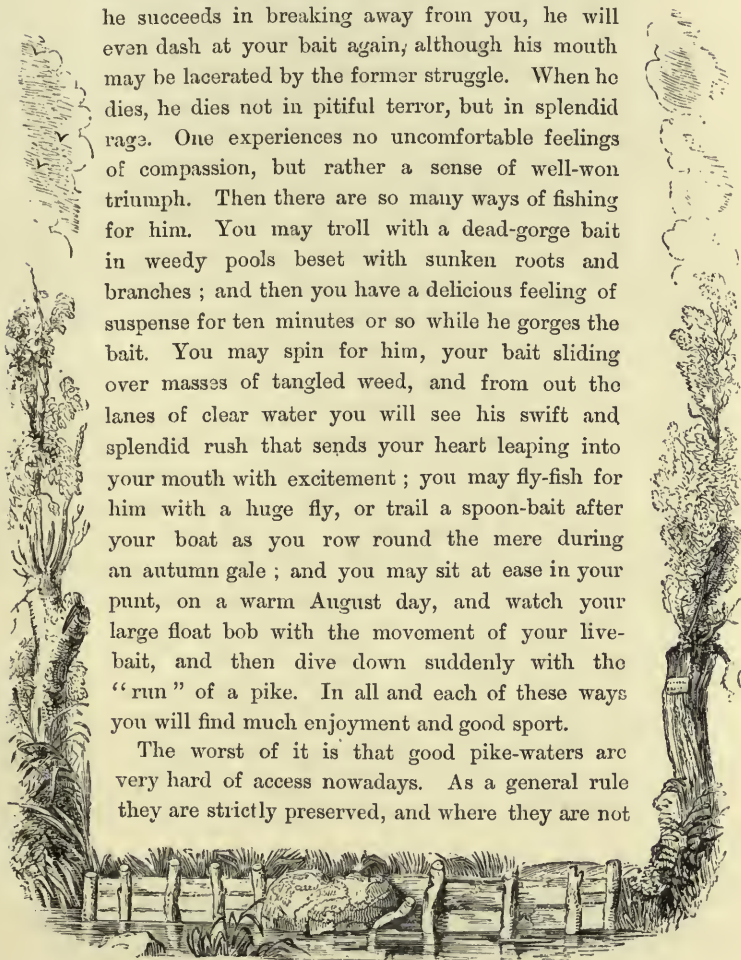 he succeeds in breaking away from you, he will
even dash at your bait again, although his mouth
may be lacerated by the former struggle. When he
dies, he dies not in pitiful terror, but in splendid
rage. One experiences no uncomfortable feelings
of compassion, but rather a sense of well-won
triumph. Then there are so many ways of fishing
for him. You may troll with a dead-gorge bait
in weedy pools beset with sunken roots and
branches ; and then you have a delicious feeling of
suspense for ten minutes or so while he gorges the
bait. You may spin for him, your bait sliding
over masses of tangled weed, and from out the
lanes of clear water you will see his swift and
splendid rush that sends your heart leaping into
your mouth with excitement ; you may fly-fish for
him with a huge fly, or trail a spoon-bait after
your boat as you row round the mere during
an autumn gale ; and you may sit at ease in your
punt, on a warm August day, and watch your
large float bob with the movement of your live-
bait, and then dive down suddenly with the
“run” of a pike. In all and each of these ways
you will find much enjoyment and good sport.
The worst of it is that good pike-waters are
very hard of access nowadays. As a general rule
they are strictly preserved, and where they are not